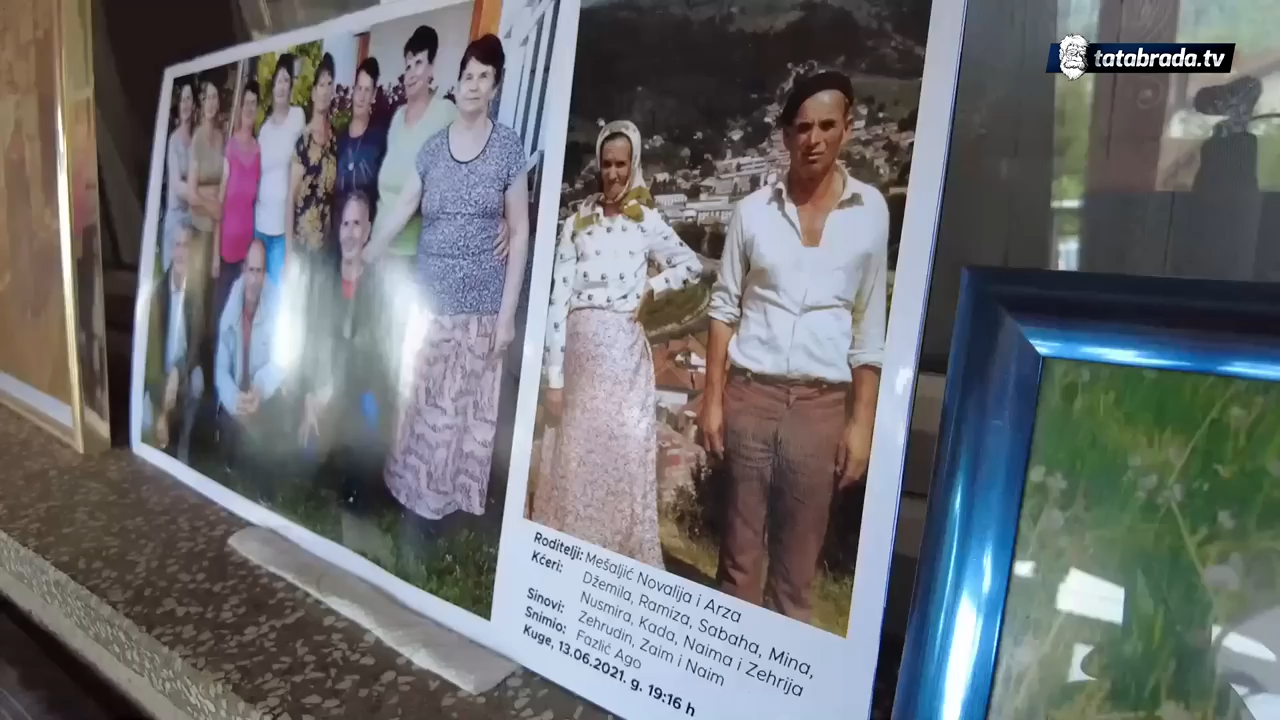 tatabrada.tv
Roditelji: Mešaljić Novalija i Arza
Kćeri: Džemila, Ramiza, Sabaha, Mina,
Nusmira, Kada, Naima i Zehrija
Sinovi: Zehrudin, Zaim i Naim
Snimio: Fazlić Ago
Kuge, 13.06.2021. g. 19:16 h